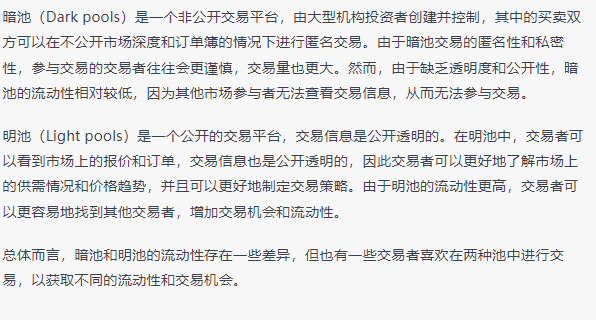 暗池（Dark pools）是一个非公开交易平台，由大型机构投资者创建并控制，其中的买卖双
方可以在不公开市场深度和订单簿的情况下进行匿名交易。由于暗池交易的匿名性和私密
性，参与交易的交易者往往会更谨慎，交易量也更大。然而，由于缺乏透明度和公开性，暗
池的流动性相对较低，因为其他市场参与者无法查看交易信息，从而无法参与交易。
明池（Light pools）是一个公开的交易平台，交易信息是公开透明的。在明池中，交易者可
以看到市场上的报价和订单，交易信息也是公开透明的，因此交易者可以更好地了解市场上
的供需情况和价格趋势，并且可以更好地制定交易策略。由于明池的流动性更高，交易者可
以更容易地找到其他交易者，增加交易机会和流动性。
总体而言，暗池和明池的流动性存在一些差异，但也有一些交易者喜欢在两种池中进行交
易，以获取不同的流动性和交易机会。